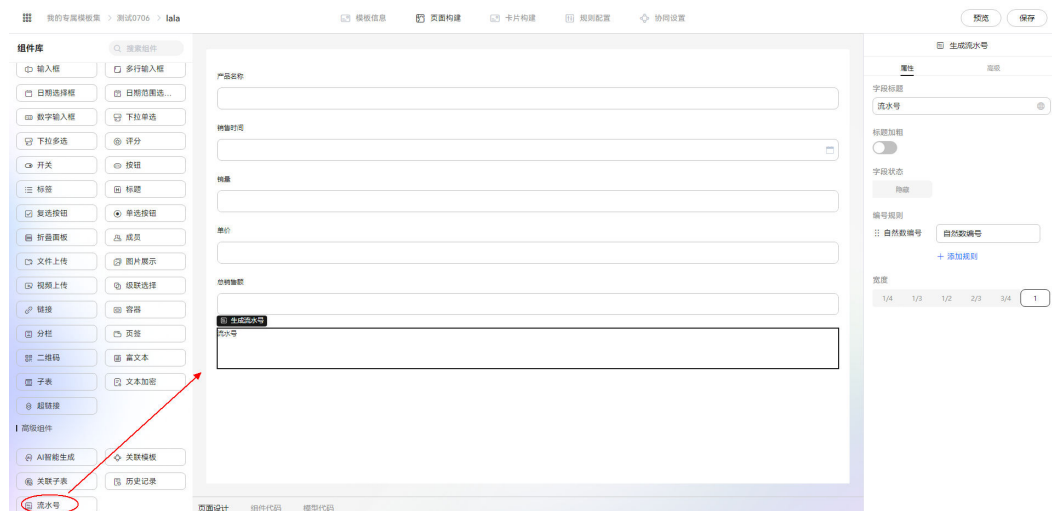 我的专属模板集 > 测试0706 > lala
模板信息
页面构建
卡片构建
规则配置
协同设置
预览
保存
组件库
搜索组件
输入框
多行输入框
日期选择框
日期范围选...
数字输入框
下拉单选
下拉多选
评分
开关
按钮
标签
标题
复选按钮
单选按钮
折叠面板
成员
文件上传
图片展示
视频上传
级联选择
链接
容器
分栏
页签
二维码
富文本
子表
文本加密
超链接
高级组件
AI智能生成
关联模板
关联子表
历史记录
流水号
产品名称
销售时间
销量
单价
总销售额
生成流水号
流水号
页面设计
组件代码
模型代码
生成流水号
属性
高级
字段标题
流水号
标题加粗
字段状态
隐藏
编号规则
自然数编号
自然数编号
+ 添加规则
宽度
1/4 1/3 1/2 2/3 3/4 1